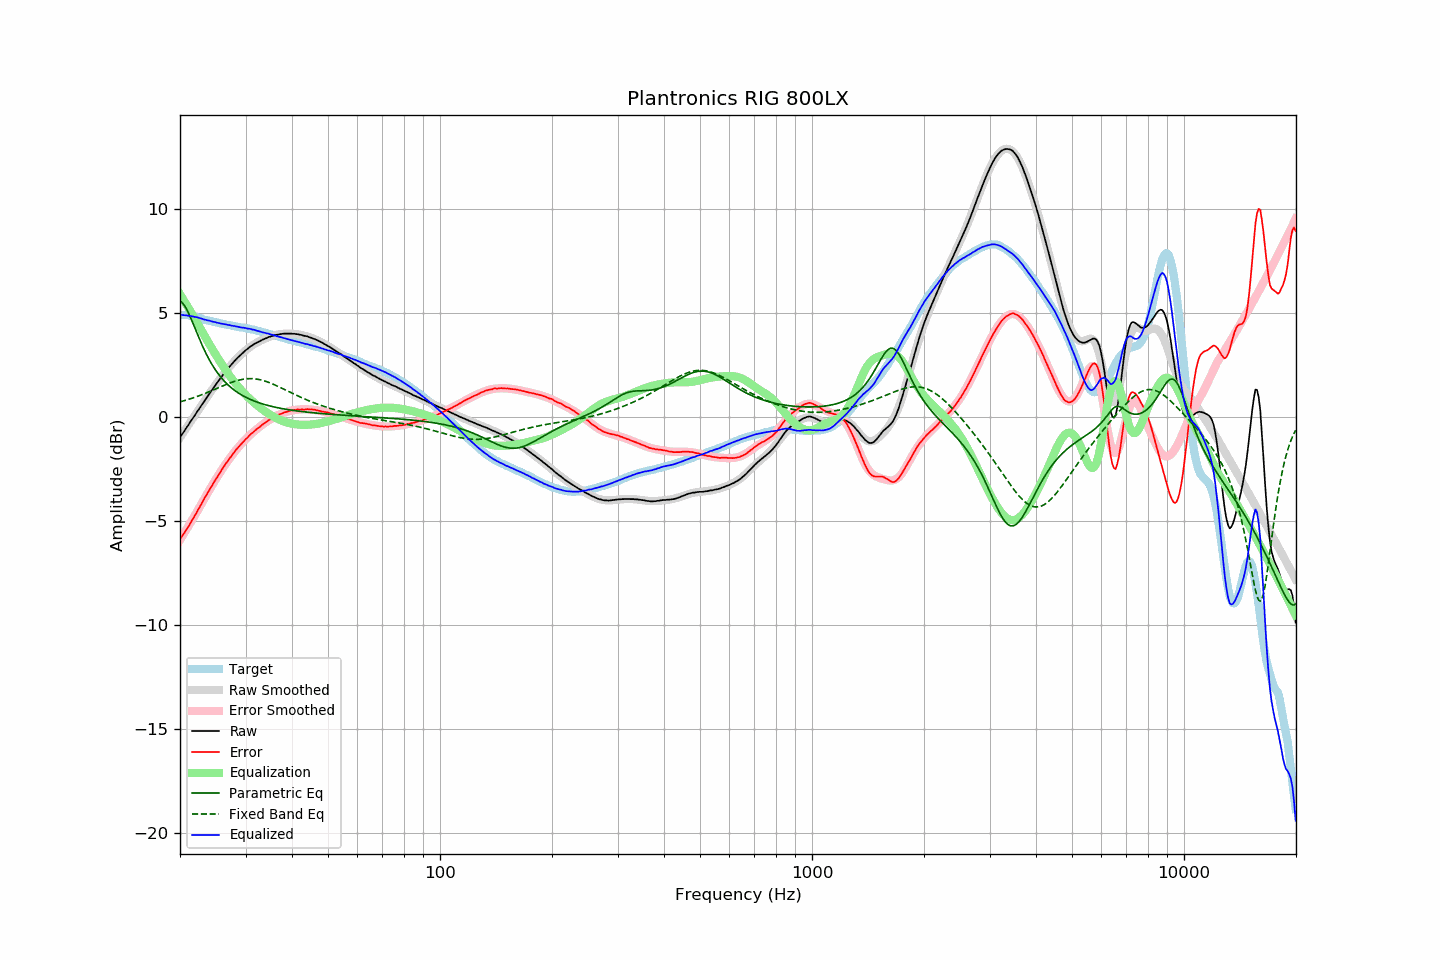 Plantronics RIG 800LX
Amplitude (dBr)
10
5
0
−5
−10
−15
−20
Target
Raw Smoothed
Error Smoothed
Raw
Error
Equalization
Parametric Eq
Fixed Band Eq
Equalized
100
1000
10000
Frequency (Hz)